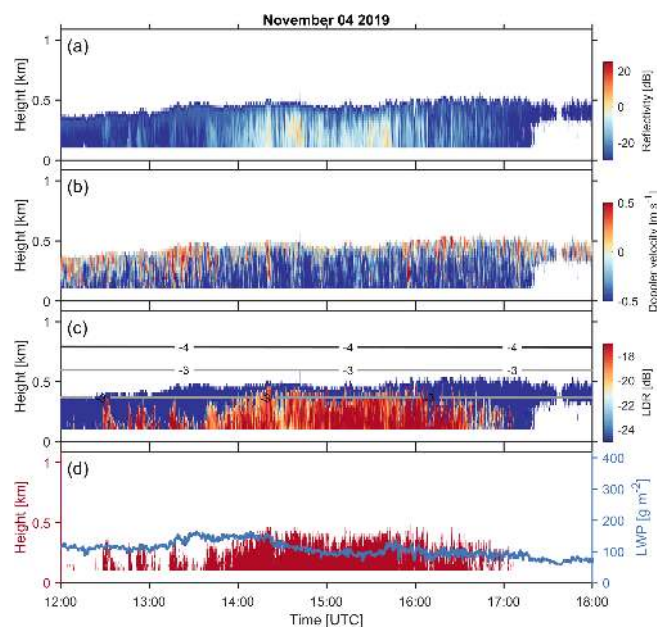 November 04 2019
(a)
1
0.5
0
Height [km]
20
0
-20
Reflectivity [dB]
(b)
1
0.5
0
Height [km]
0.5
0
-0.5
Doppler velocity [m s-1]
(c)
-4 -4 -4
-3 -3 -3
1
0.5
0
Height [km]
-18
-20
-22
-24
LDR [dB]
(d)
1
0.5
0
Height [km]
400
300
200
100
0
LWP [g m-2]
12:00 13:00 14:00 15:00 16:00 17:00 18:00
Time [UTC]